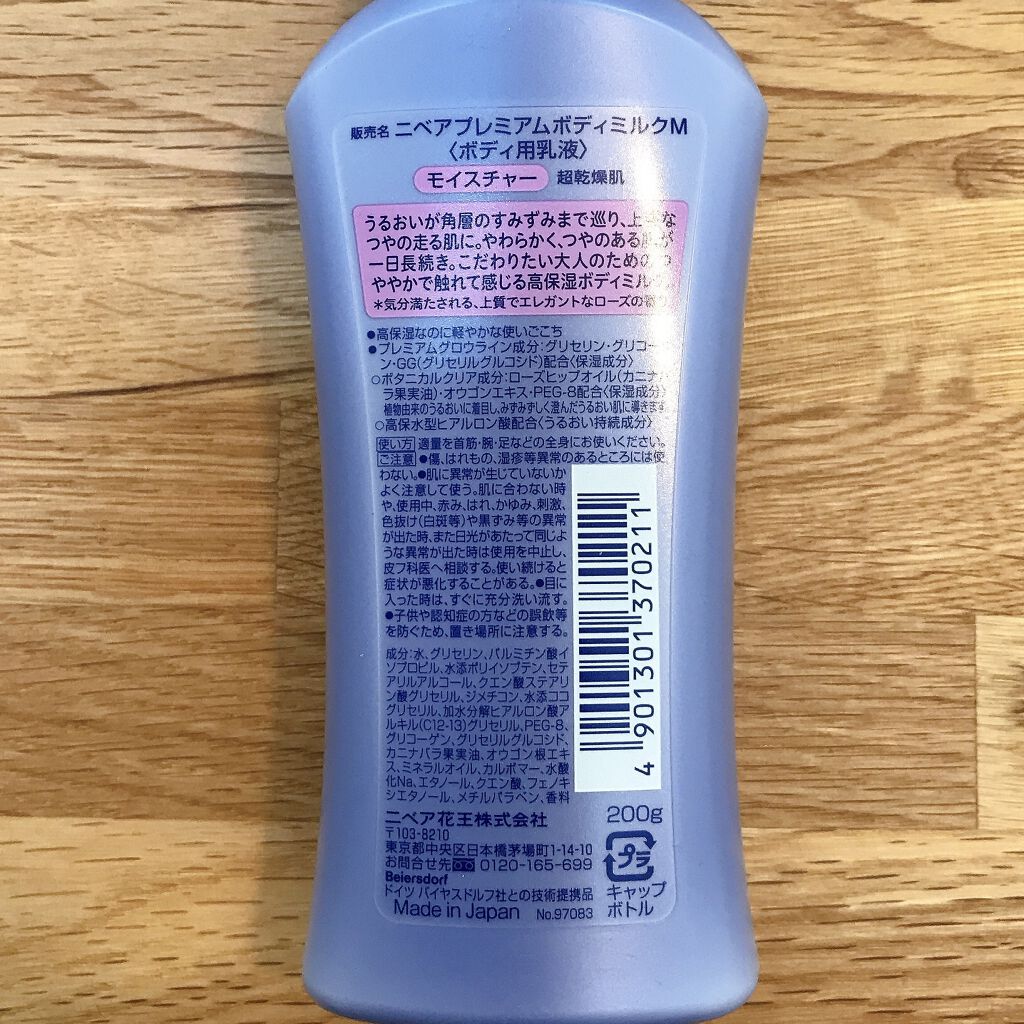 販売名 ニベアプレミアムボディミルクM
〈ボディ用乳液〉
モイスチャー 超乾燥肌
うるおいが角層のすみずみまで巡り、上質な
つやの走る肌に。やわらかく、つやのある肌が
一日長続き。こだわりたい大人のための
ややかで触れて感じる高保湿ボディミルク
＊気分満たされる、上質でエレガントなローズの香り
●高保湿なのに軽やかな使いごこち
●プレミアムグロウライン成分：グリセリン・グリコーゲ
ン・GG(グリセリルグルコシド)配合〈保湿成分〉
○ボタニカルクリア成分：ローズヒップオイル(カニナバ
ラ果実油)・オウゴンエキス・PEG-8配合〈保湿成分〉
植物由来のうるおいに着目し、みずみずしく澄んだうるおい肌に導きます
○高保水型ヒアルロン酸配合〈うるおい持続成分〉
使い方 適量を首筋・腕・足などの全身にお使いください。
ご注意 ●傷、はれもの、湿疹等異常のあるところには使
わない。●肌に異常が生じていないか
よく注意して使う。肌に合わない時
や、使用中、赤み、はれ、かゆみ、刺激、
色抜け(白斑等)や黒ずみ等の異常
が出た時、また日光があたって同じよ
うな異常が出た時は使用を中止し、
皮フ科医へ相談する。使い続けると
症状が悪化することがある。●目に
入った時は、すぐに充分洗い流す。
●子供や認知症の方などの誤飲等
を防ぐため、置き場所に注意する。
成分：水、グリセリン、パルミチン酸イ
ソプロピル、水添ポリイソブテン、セテ
アリルアルコール、クエン酸ステアリ
ン酸グリセリル、ジメチコン、水添ココ
グリセリル、加水分解ヒアルロン酸ア
ルキル(C12-13)グリセリル、PEG-8、
グリコーゲン、グリセリルグルコシド、
カニナバラ果実油、オウゴン根エキ
ス、ミネラルオイル、カルボマー、水酸
化Na、エタノール、クエン酸、フェノキ
シエタノール、メチルパラベン、香料
4 901301 370211
ニベア花王株式会社
〒103-8210
東京都中央区日本橋茅場町1-14-10
お問合せ先 0120-165-699
Beiersdorf
ドイツ バイヤスドルフ社との技術提携品
Made in Japan No.97083
200g
プラ
キャップ
ボトル